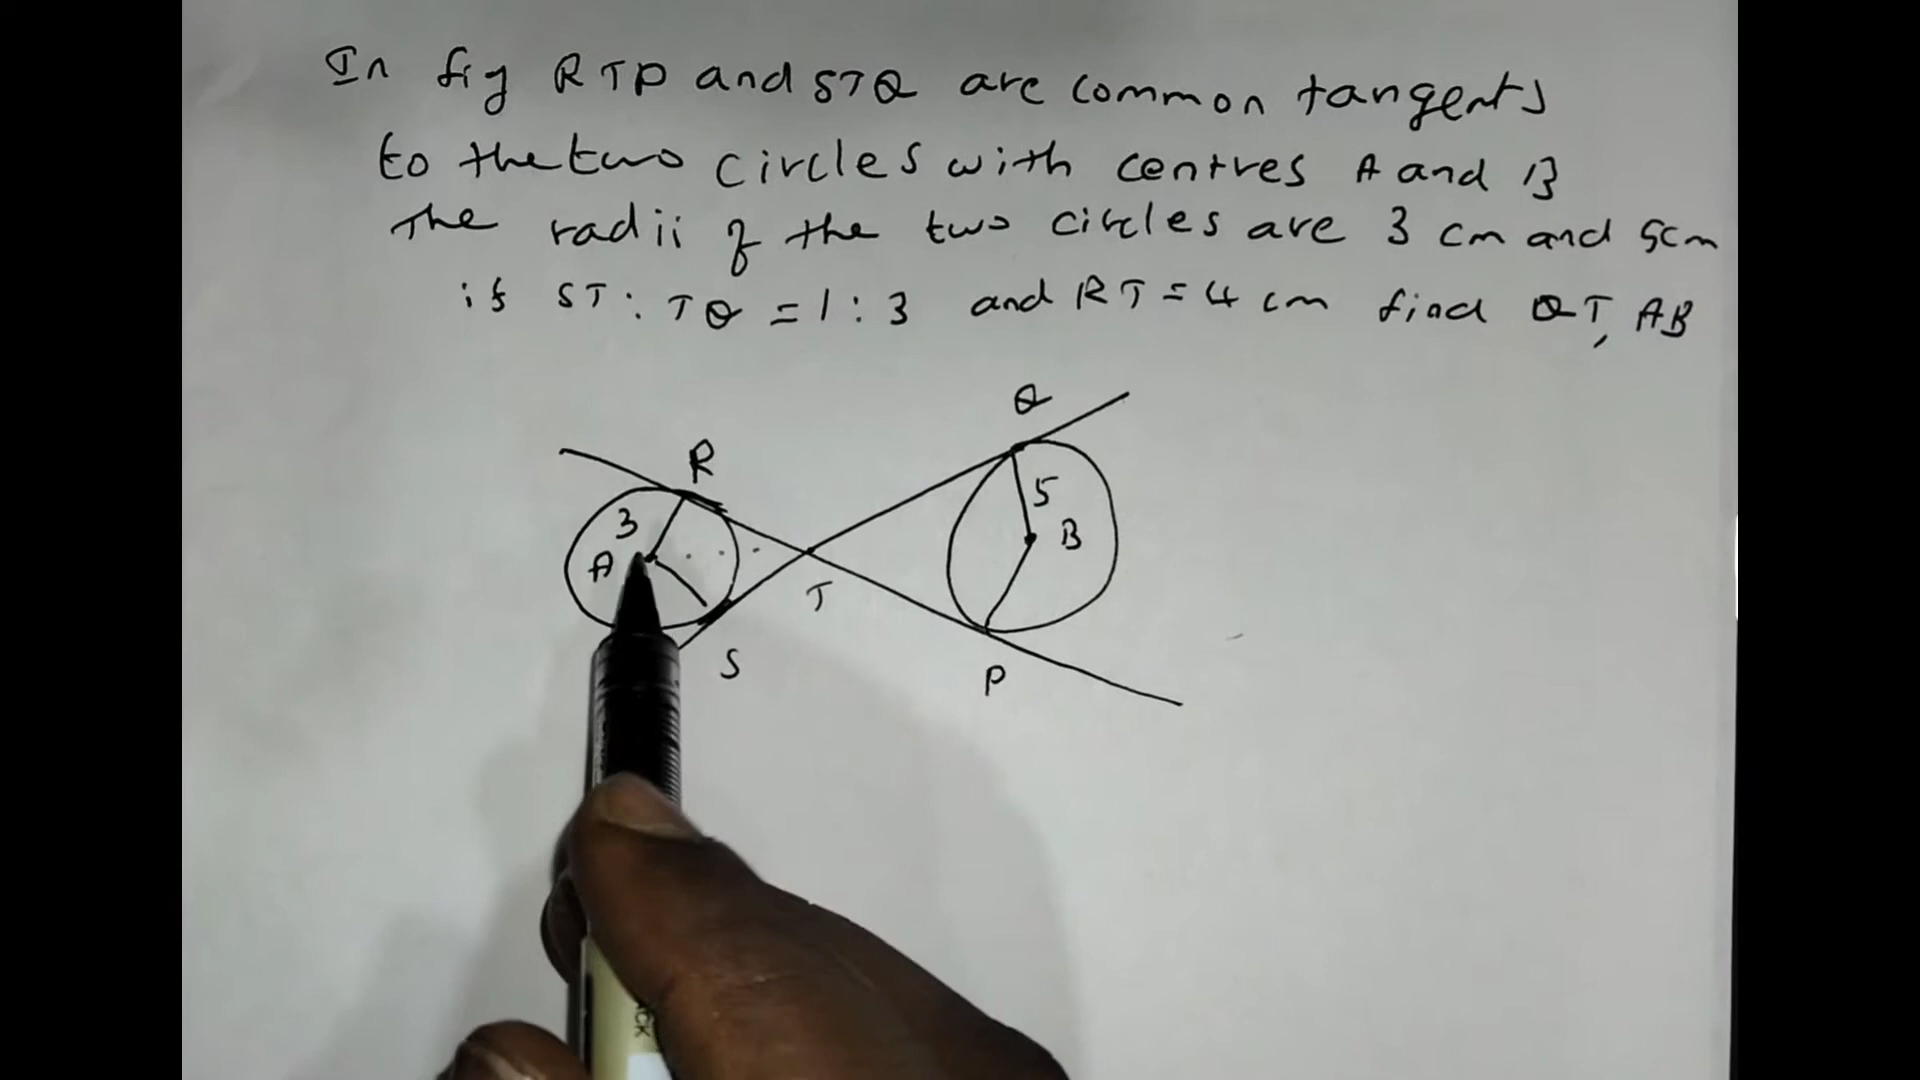 In fig RTP and STQ are common tangents
to the two circles with centres A and B
The radii of the two circles are 3 cm and 5cm
if ST : TQ = 1 : 3 and RT = 4 cm find QT, AB
Q
R
3
5
A
B
T
S
P
CK